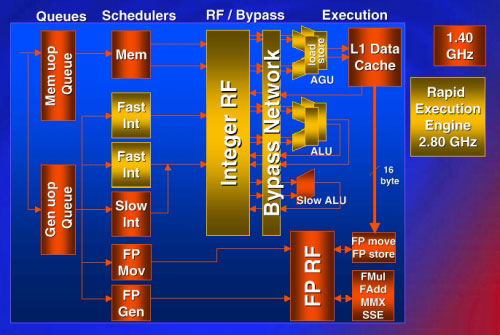 Queues Schedulers RF / Bypass Execution
Mem uop
Queue
Mem
Fast
Int
Fast
Int
Gen uop
Queue
Slow
Int
FP
Mov
FP
Gen
Integer RF
Bypass Network
load
store
AGU
ALU
Slow ALU
FP RF
L1 Data
Cache
16
byte
FP move
FP store
FMul
FAdd
MMX
SSE
1.40
GHz
Rapid
Execution
Engine
2.80 GHz